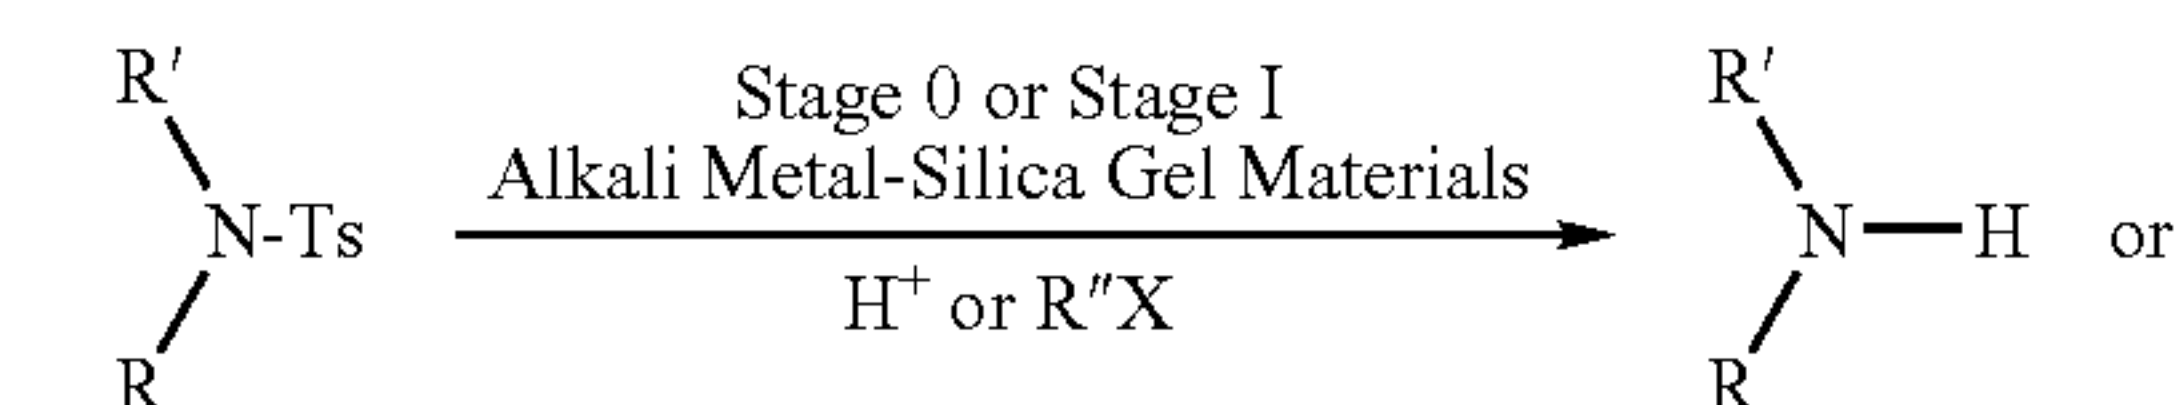 R′ R′
Stage 0 or Stage I
Alkali Metal-Silica Gel Materials
N-Ts N—H or
H⁺ or R″X
R R